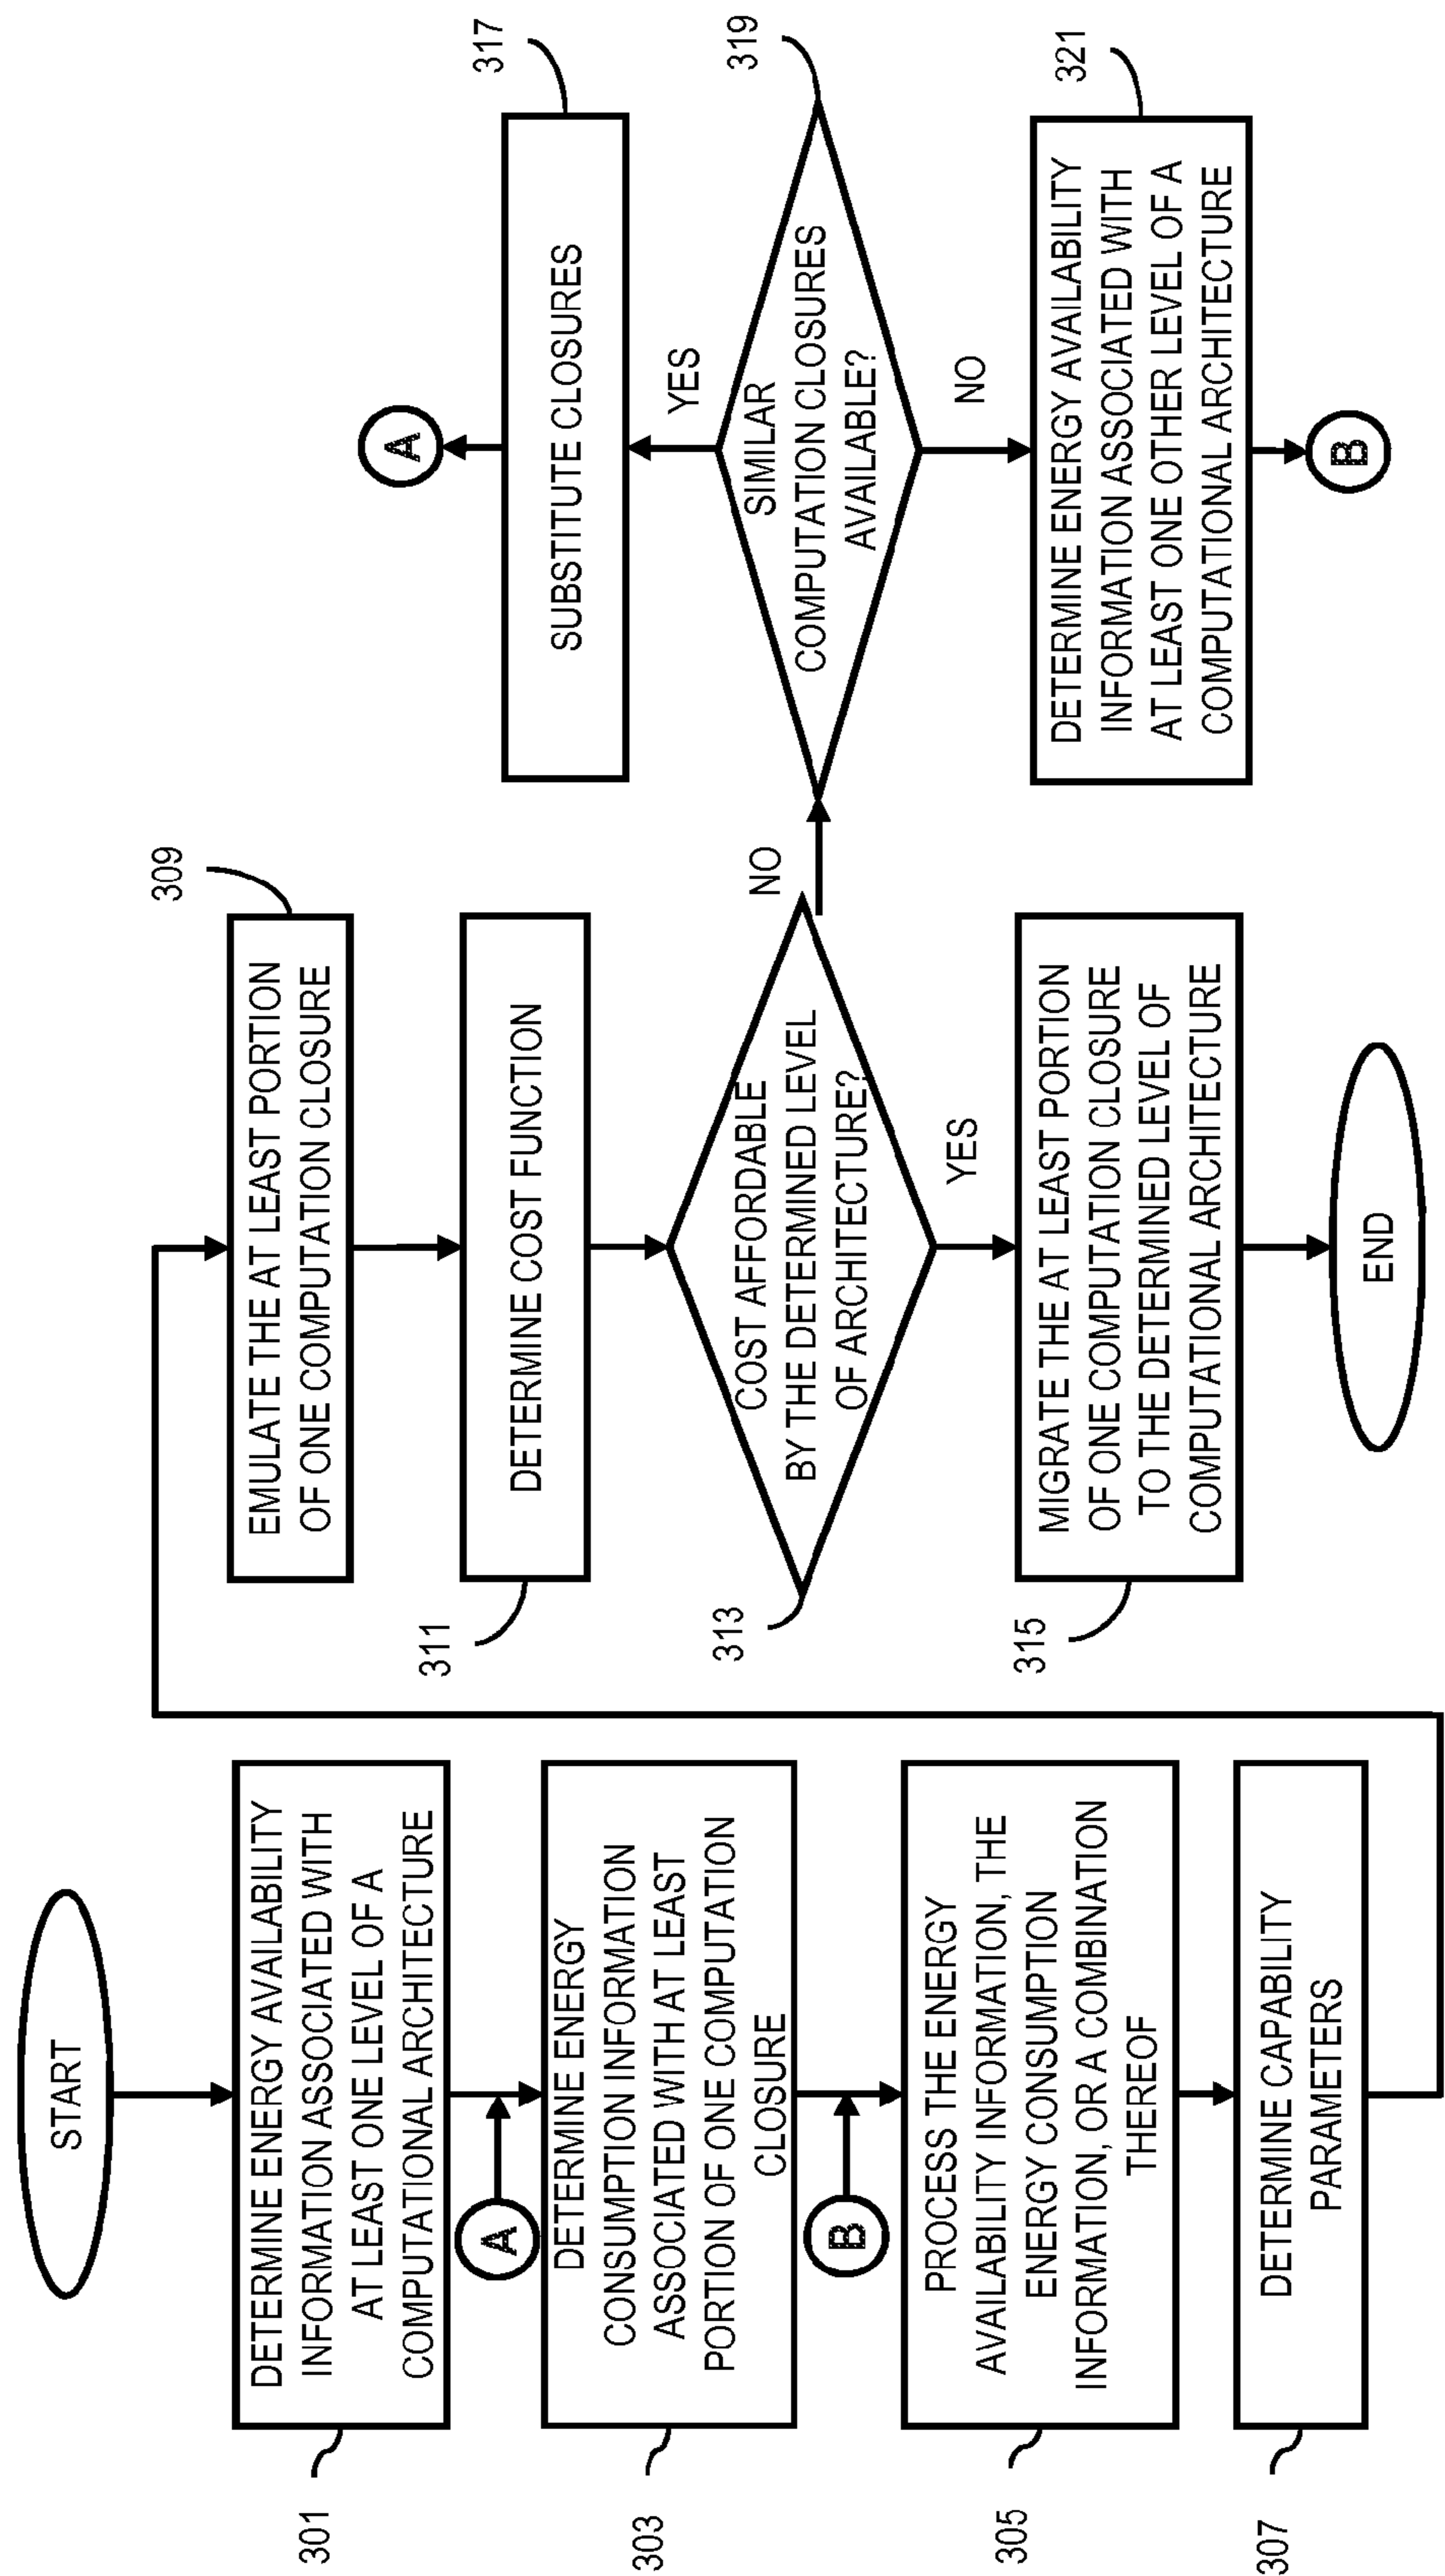 START
301
DETERMINE ENERGY AVAILABILITY
INFORMATION ASSOCIATED WITH
AT LEAST ONE LEVEL OF A
COMPUTATIONAL ARCHITECTURE
A
303
DETERMINE ENERGY
CONSUMPTION INFORMATION
ASSOCIATED WITH AT LEAST
PORTION OF ONE COMPUTATION
CLOSURE
B
305
PROCESS THE ENERGY
AVAILABILITY INFORMATION, THE
ENERGY CONSUMPTION
INFORMATION, OR A COMBINATION
THEREOF
307
DETERMINE CAPABILITY
PARAMETERS
309
EMULATE THE AT LEAST PORTION
OF ONE COMPUTATION CLOSURE
311
DETERMINE COST FUNCTION
313
COST AFFORDABLE
BY THE DETERMINED LEVEL
OF ARCHITECTURE?
NO
YES
315
MIGRATE THE AT LEAST PORTION
OF ONE COMPUTATION CLOSURE
TO THE DETERMINED LEVEL OF
COMPUTATIONAL ARCHITECTURE
END
A
317
SUBSTITUTE CLOSURES
YES
319
SIMILAR
COMPUTATION CLOSURES
AVAILABLE?
NO
321
DETERMINE ENERGY AVAILABILITY
INFORMATION ASSOCIATED WITH
AT LEAST ONE OTHER LEVEL OF A
COMPUTATIONAL ARCHITECTURE
B